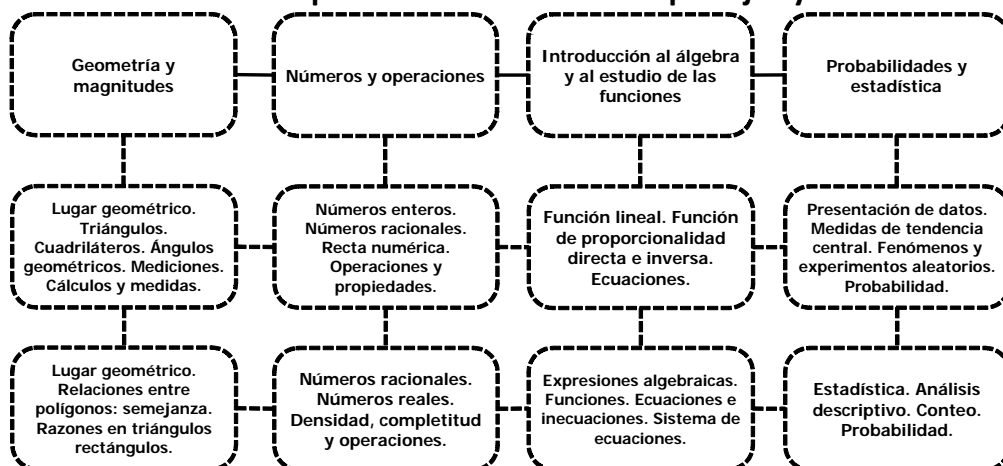 Geometría y
magnitudes
Números y operaciones
Introducción al álgebra
y al estudio de las
funciones
Probabilidades y
estadística
Lugar geométrico.
Triángulos.
Cuadriláteros. Ángulos
geométricos. Mediciones.
Cálculos y medidas.
Números enteros.
Números racionales.
Recta numérica.
Operaciones y
propiedades.
Función lineal. Función
de proporcionalidad
directa e inversa.
Ecuaciones.
Presentación de datos.
Medidas de tendencia
central. Fenómenos y
experimentos aleatorios.
Probabilidad.
Lugar geométrico.
Relaciones entre
polígonos: semejanza.
Razones en triángulos
rectángulos.
Números racionales.
Números reales.
Densidad, completitud
y operaciones.
Expresiones algebraicas.
Funciones. Ecuaciones e
inecuaciones. Sistema de
ecuaciones.
Estadística. Análisis
descriptivo. Conteo.
Probabilidad.